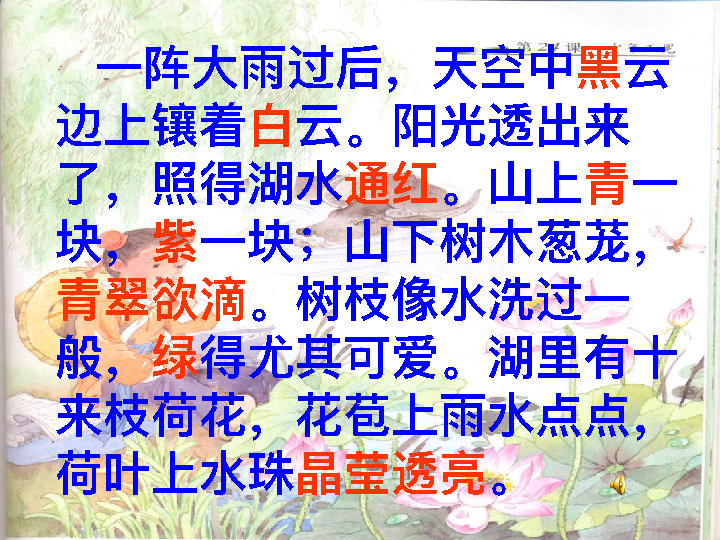 一阵大雨过后，天空中黑云
边上镶着白云。阳光透出来
了，照得湖水通红。山上青一
块，紫一块；山下树木葱茏，
青翠欲滴。树枝像水洗过一
般，绿得尤其可爱。湖里有十
来枝荷花，花苞上雨水点点，
荷叶上水珠晶莹透亮。